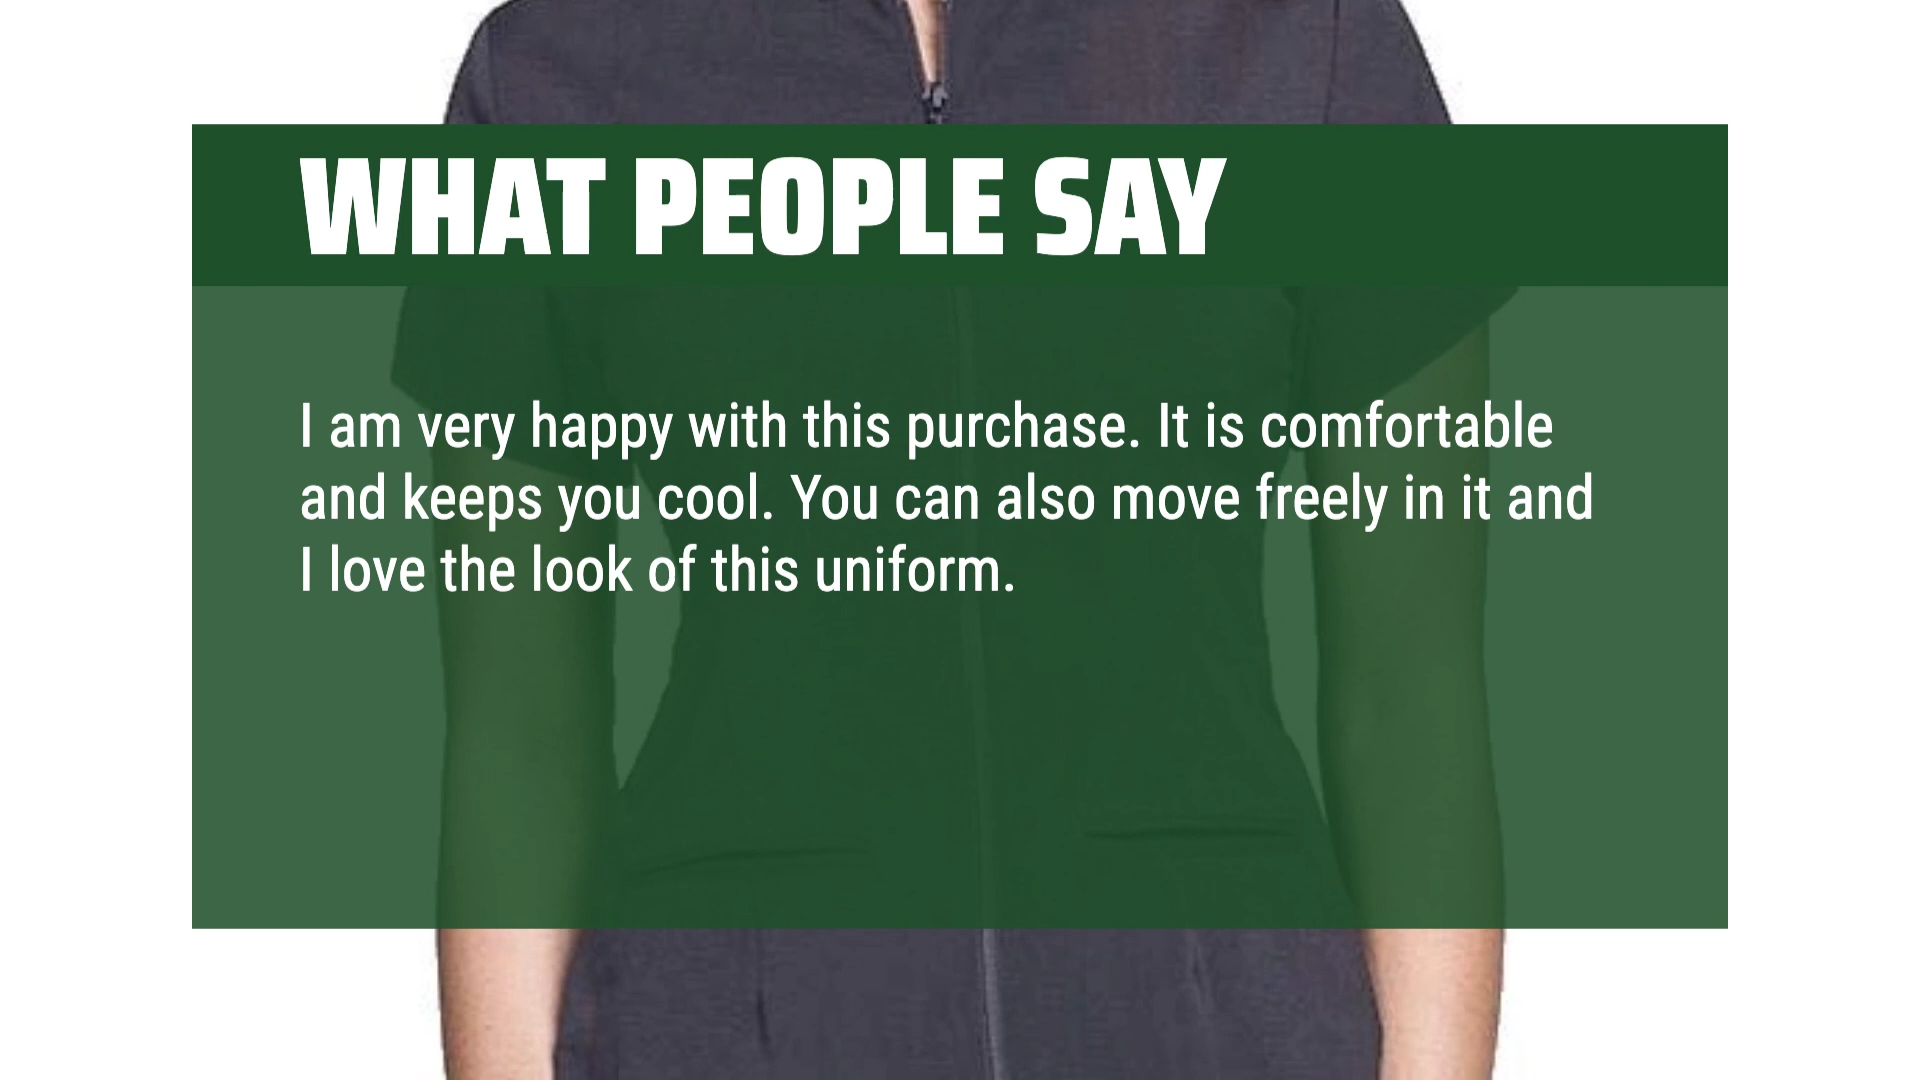 WHAT PEOPLE SAY
I am very happy with this purchase. It is comfortable
and keeps you cool. You can also move freely in it and
I love the look of this uniform.